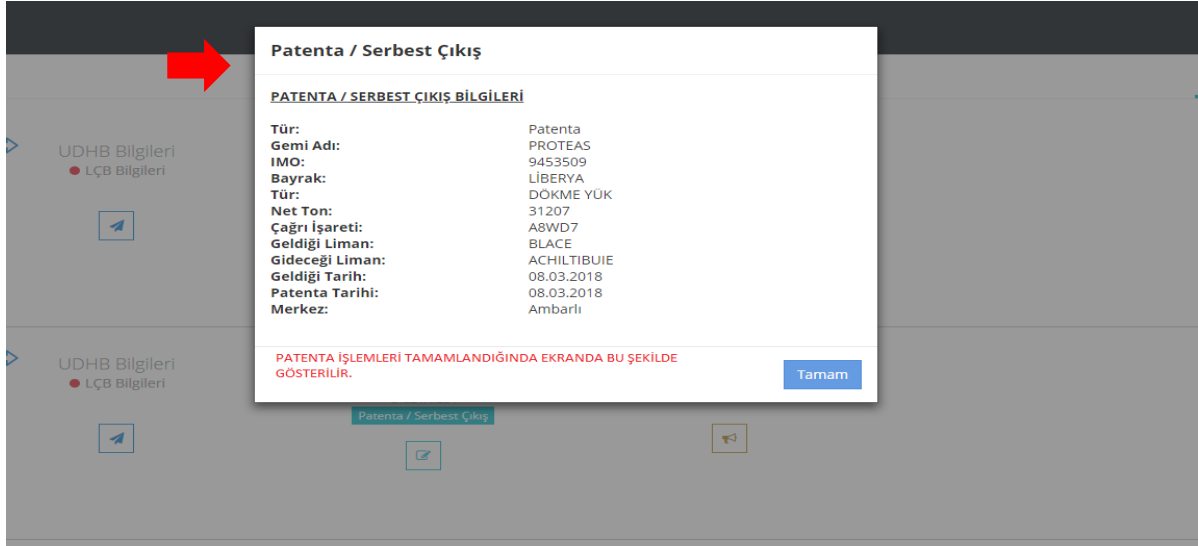 Patenta / Serbest Çıkış
PATENTA / SERBEST ÇIKIŞ BİLGİLERİ
Tür: Patenta
Gemi Adı: PROTEAS
IMO: 9453509
Bayrak: LİBERYA
Tür: DÖKME YÜK
Net Ton: 31207
Çağrı İşareti: A8WD7
Geldiği Liman: BLACE
Gideceği Liman: ACHILTIBUIE
Geldiği Tarih: 08.03.2018
Patenta Tarihi: 08.03.2018
Merkez: Ambarlı
PATENTA İŞLEMLERİ TAMAMLANDIĞINDA EKRANDA BU ŞEKİLDE
GÖSTERİLİR.
Tamam
UDHB Bilgileri
LÇB Bilgileri
UDHB Bilgileri
LÇB Bilgileri
Patenta / Serbest Çıkış